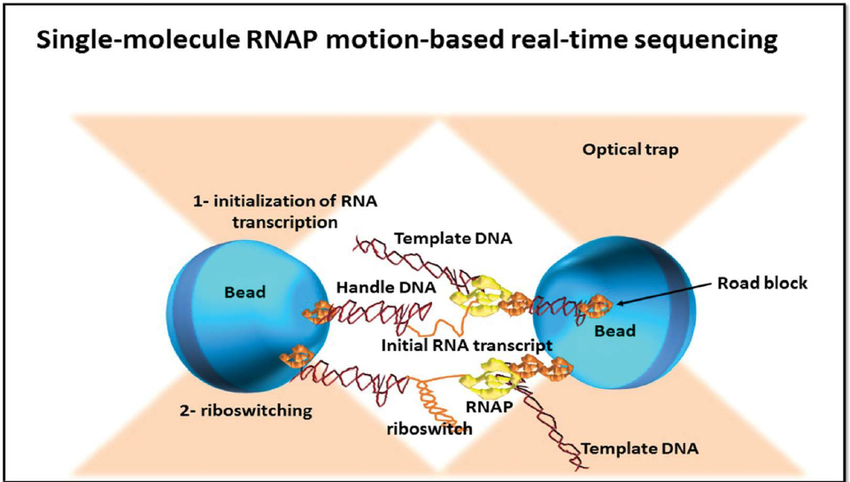 Single-molecule RNAP motion-based real-time sequencing
Optical trap
1- initialization of RNA
transcription
Template DNA
Bead
Handle DNA
Road block
Bead
Initial RNA transcript
2- riboswitching
RNAP
riboswitch
Template DNA